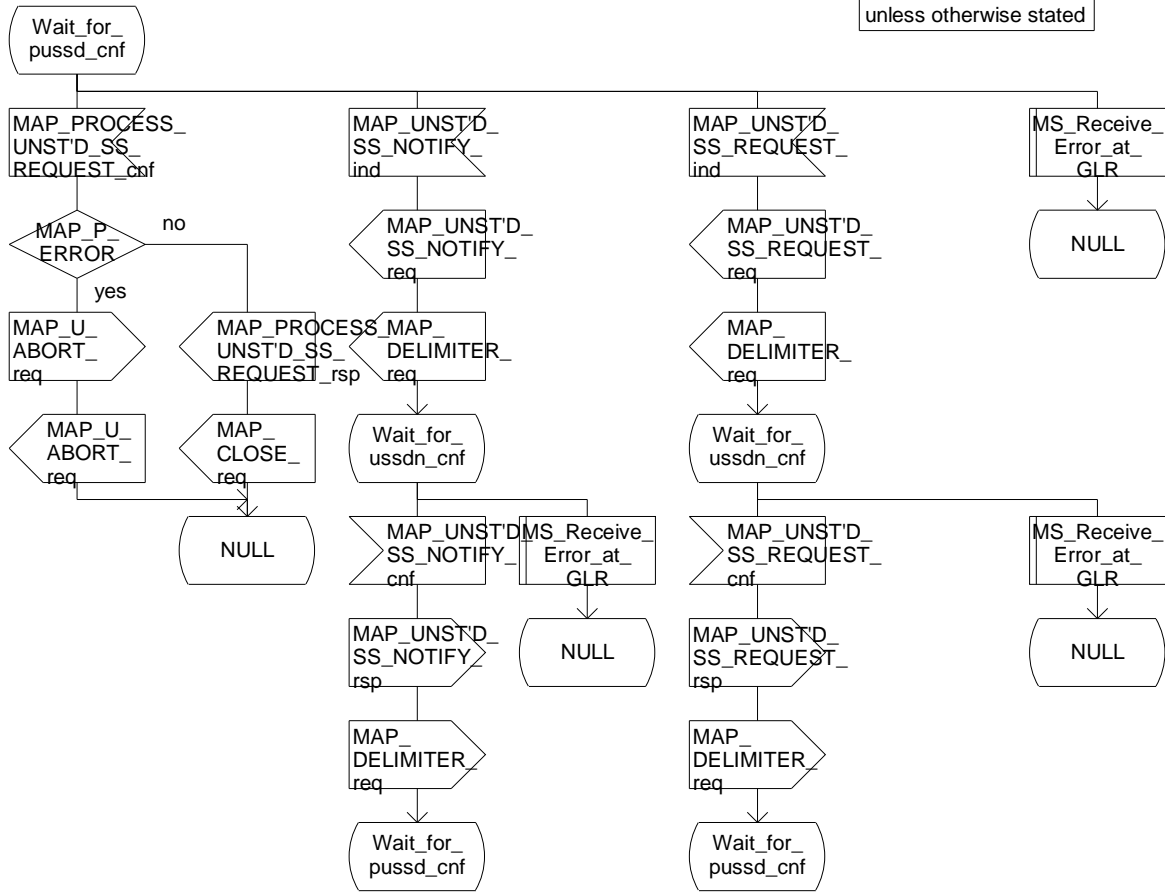 unless otherwise stated
Wait_for_
pussd_cnf
MAP_PROCESS_
UNST'D_SS_
REQUEST_cnf
MAP_UNST'D_
SS_NOTIFY_
ind
MAP_UNST'D_
SS_REQUEST_
ind
MS_Receive_
Error_at_
GLR
MAP_P_
ERROR
no
yes
MAP_UNST'D_
SS_NOTIFY_
req
MAP_UNST'D_
SS_REQUEST_
req
NULL
MAP_U_
ABORT_
req
MAP_PROCESS_
UNST'D_SS_
REQUEST_rsp
MAP_
DELIMITER_
req
MAP_
DELIMITER_
req
MAP_U_
ABORT_
req
MAP_
CLOSE_
req
Wait_for_
ussdn_cnf
Wait_for_
ussdn_cnf
NULL
MAP_UNST'D_
SS_NOTIFY_
cnf
MS_Receive_
Error_at_
GLR
MAP_UNST'D_
SS_REQUEST_
cnf
MS_Receive_
Error_at_
GLR
MAP_UNST'D_
SS_NOTIFY_
rsp
NULL
MAP_UNST'D_
SS_REQUEST_
rsp
NULL
MAP_
DELIMITER_
req
MAP_
DELIMITER_
req
Wait_for_
pussd_cnf
Wait_for_
pussd_cnf